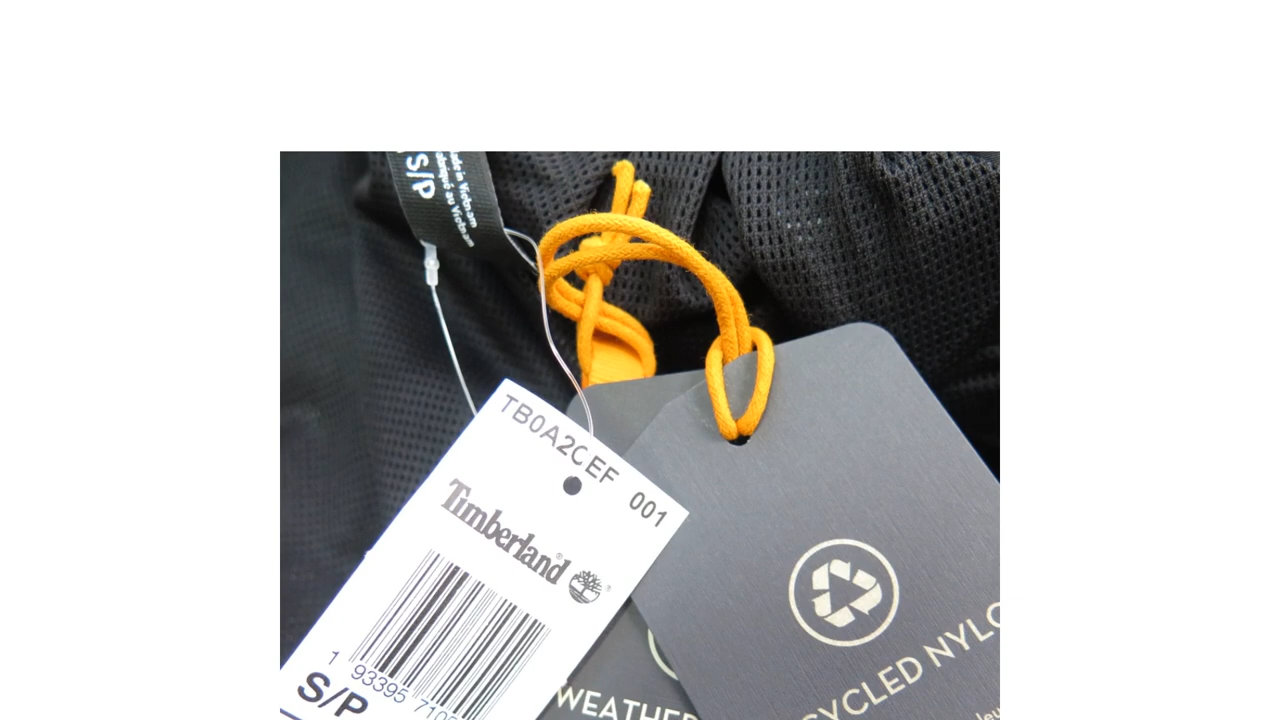 S/P
Made in Vietnam
Fabriqué au Vietnam
TB0A2CEF 001
Timberland
1 93395 710
S/P
WEATHER
CYCLED NYLO